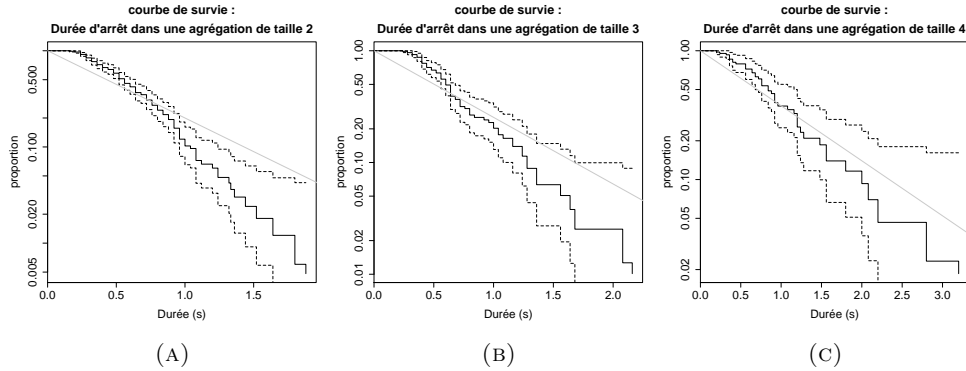 courbe de survie :
Durée d'arrêt dans une agrégation de taille 2
proportion
0.500
0.100
0.020
0.005
0.0
0.5
1.0
1.5
Durée (s)
(A)
courbe de survie :
Durée d'arrêt dans une agrégation de taille 3
proportion
1.00
0.50
0.20
0.10
0.05
0.02
0.01
0.0
0.5
1.0
1.5
2.0
Durée (s)
(B)
courbe de survie :
Durée d'arrêt dans une agrégation de taille 4
proportion
1.00
0.50
0.20
0.10
0.05
0.02
0.0
0.5
1.0
1.5
2.0
2.5
3.0
Durée (s)
(C)